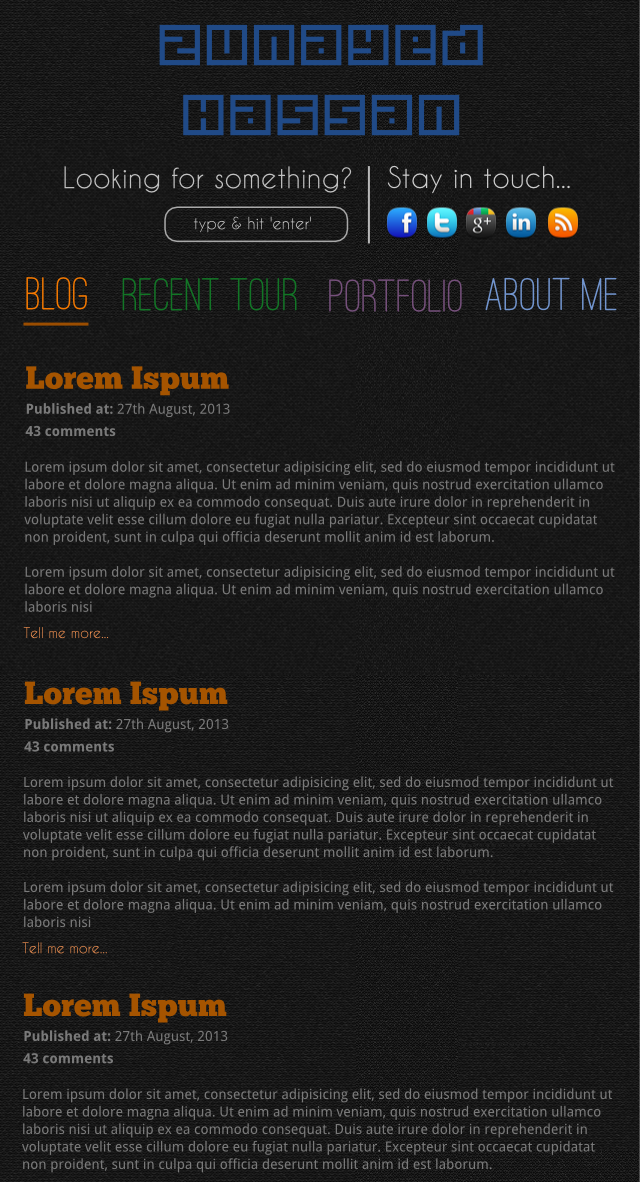 Zunayed
Hassan
Looking for something?
type & hit 'enter'
Stay in touch...
f t g+ in
BLOG RECENT TOUR PORTFOLIO ABOUT ME
Lorem Ispum
Published at: 27th August, 2013
43 comments
Lorem ipsum dolor sit amet, consectetur adipisicing elit, sed do eiusmod tempor incididunt ut
labore et dolore magna aliqua. Ut enim ad minim veniam, quis nostrud exercitation ullamco
laboris nisi ut aliquip ex ea commodo consequat. Duis aute irure dolor in reprehenderit in
voluptate velit esse cillum dolore eu fugiat nulla pariatur. Excepteur sint occaecat cupidatat
non proident, sunt in culpa qui officia deserunt mollit anim id est laborum.
Lorem ipsum dolor sit amet, consectetur adipisicing elit, sed do eiusmod tempor incididunt ut
labore et dolore magna aliqua. Ut enim ad minim veniam, quis nostrud exercitation ullamco
laboris nisi
Tell me more...
Lorem Ispum
Published at: 27th August, 2013
43 comments
Lorem ipsum dolor sit amet, consectetur adipisicing elit, sed do eiusmod tempor incididunt ut
labore et dolore magna aliqua. Ut enim ad minim veniam, quis nostrud exercitation ullamco
laboris nisi ut aliquip ex ea commodo consequat. Duis aute irure dolor in reprehenderit in
voluptate velit esse cillum dolore eu fugiat nulla pariatur. Excepteur sint occaecat cupidatat
non proident, sunt in culpa qui officia deserunt mollit anim id est laborum.
Lorem ipsum dolor sit amet, consectetur adipisicing elit, sed do eiusmod tempor incididunt ut
labore et dolore magna aliqua. Ut enim ad minim veniam, quis nostrud exercitation ullamco
laboris nisi
Tell me more...
Lorem Ispum
Published at: 27th August, 2013
43 comments
Lorem ipsum dolor sit amet, consectetur adipisicing elit, sed do eiusmod tempor incididunt ut
labore et dolore magna aliqua. Ut enim ad minim veniam, quis nostrud exercitation ullamco
laboris nisi ut aliquip ex ea commodo consequat. Duis aute irure dolor in reprehenderit in
voluptate velit esse cillum dolore eu fugiat nulla pariatur. Excepteur sint occaecat cupidatat
non proident, sunt in culpa qui officia deserunt mollit anim id est laborum.